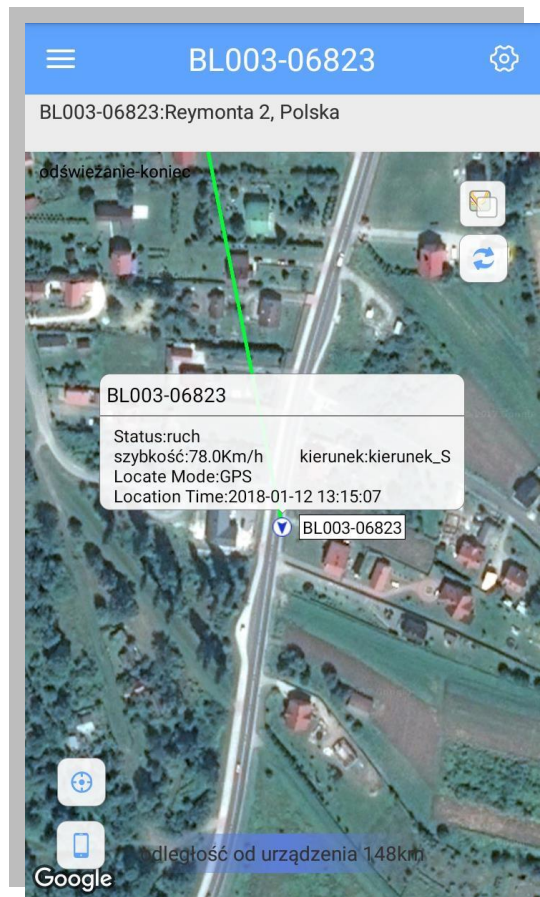 BL003-06823
BL003-06823:Reymonta 2, Polska
odświeżanie-koniec
BL003-06823
Status:ruch
szybkość:78.0Km/h kierunek:kierunek_S
Locate Mode:GPS
Location Time:2018-01-12 13:15:07
BL003-06823
odległość od urządzenia 148km
Google